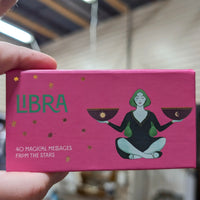 LIBRA
40 MAGICAL MESSAGES
FROM THE STARS